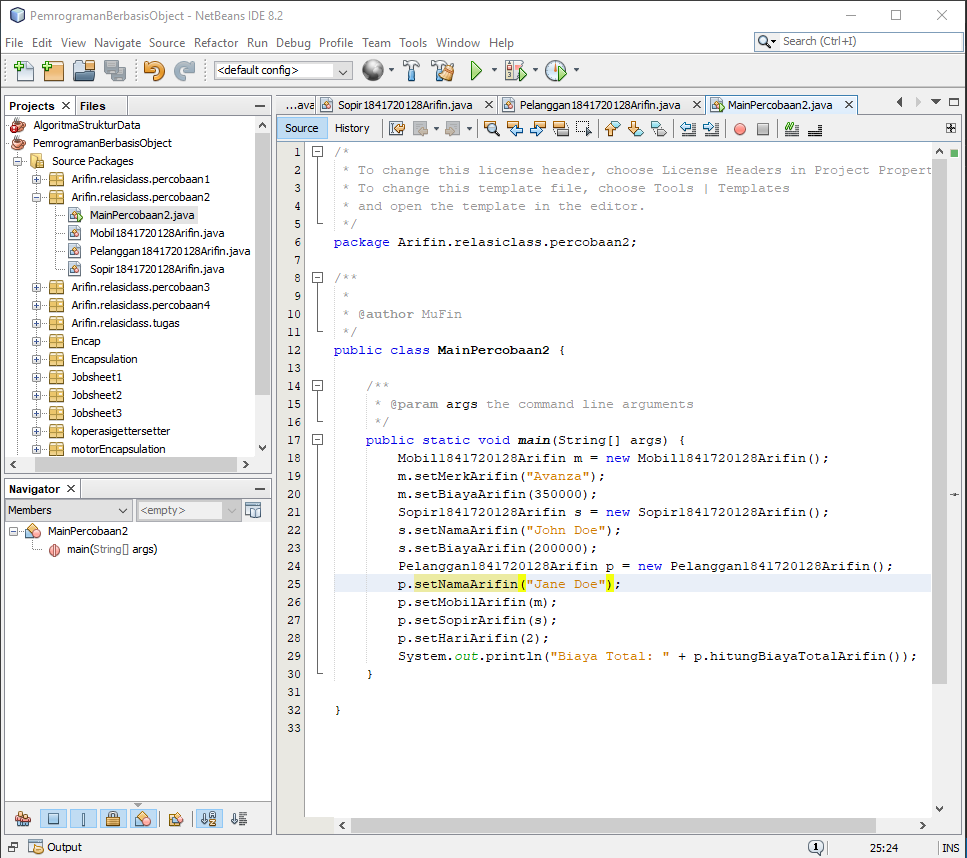 PemrogramanBerbasisObject - NetBeans IDE 8.2
File Edit View Navigate Source Refactor Run Debug Profile Team Tools Window Help
Search (Ctrl+I)
<default config>
Projects Files
AlgoritmaStrukturData
PemrogramanBerbasisObject
Source Packages
Arifin.relasiclass.percobaan1
Arifin.relasiclass.percobaan2
MainPercobaan2.java
Mobil1841720128Arifin.java
Pelanggan1841720128Arifin.java
Sopir1841720128Arifin.java
Arifin.relasiclass.percobaan3
Arifin.relasiclass.percobaan4
Arifin.relasiclass.tugas
Encap
Encapsulation
Jobsheet1
Jobsheet2
Jobsheet3
koperasigettersetter
motorEncapsulation
Navigator
Members <empty>
MainPercobaan2
main(String[] args)
...ava Sopir1841720128Arifin.java Pelanggan1841720128Arifin.java MainPercobaan2.java
Source History
1 /*
2 * To change this license header, choose License Headers in Project Propert
3 * To change this template file, choose Tools | Templates
4 * and open the template in the editor.
5 */
6 package Arifin.relasiclass.percobaan2;
7
8 /**
9 *
10 * @author MuFin
11 */
12 public class MainPercobaan2 {
13
14 /**
15 * @param args the command line arguments
16 */
17 public static void main(String[] args) {
18 Mobil1841720128Arifin m = new Mobil1841720128Arifin();
19 m.setMerkArifin("Avanza");
20 m.setBiayaArifin(350000);
21 Sopir1841720128Arifin s = new Sopir1841720128Arifin();
22 s.setNamaArifin("John Doe");
23 s.setBiayaArifin(200000);
24 Pelanggan1841720128Arifin p = new Pelanggan1841720128Arifin();
25 p.setNamaArifin("Jane Doe");
26 p.setMobilArifin(m);
27 p.setSopirArifin(s);
28 p.setHariArifin(2);
29 System.out.println("Biaya Total: " + p.hitungBiayaTotalArifin());
30 }
31
32 }
33
Output
1 25:24 INS